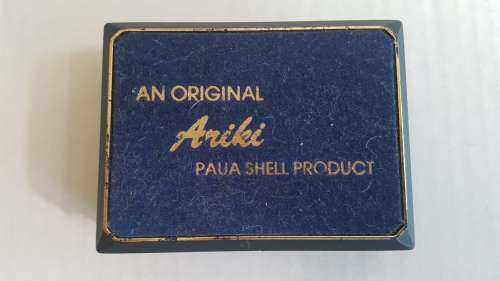 AN ORIGINAL
Ariki
PAUA SHELL PRODUCT